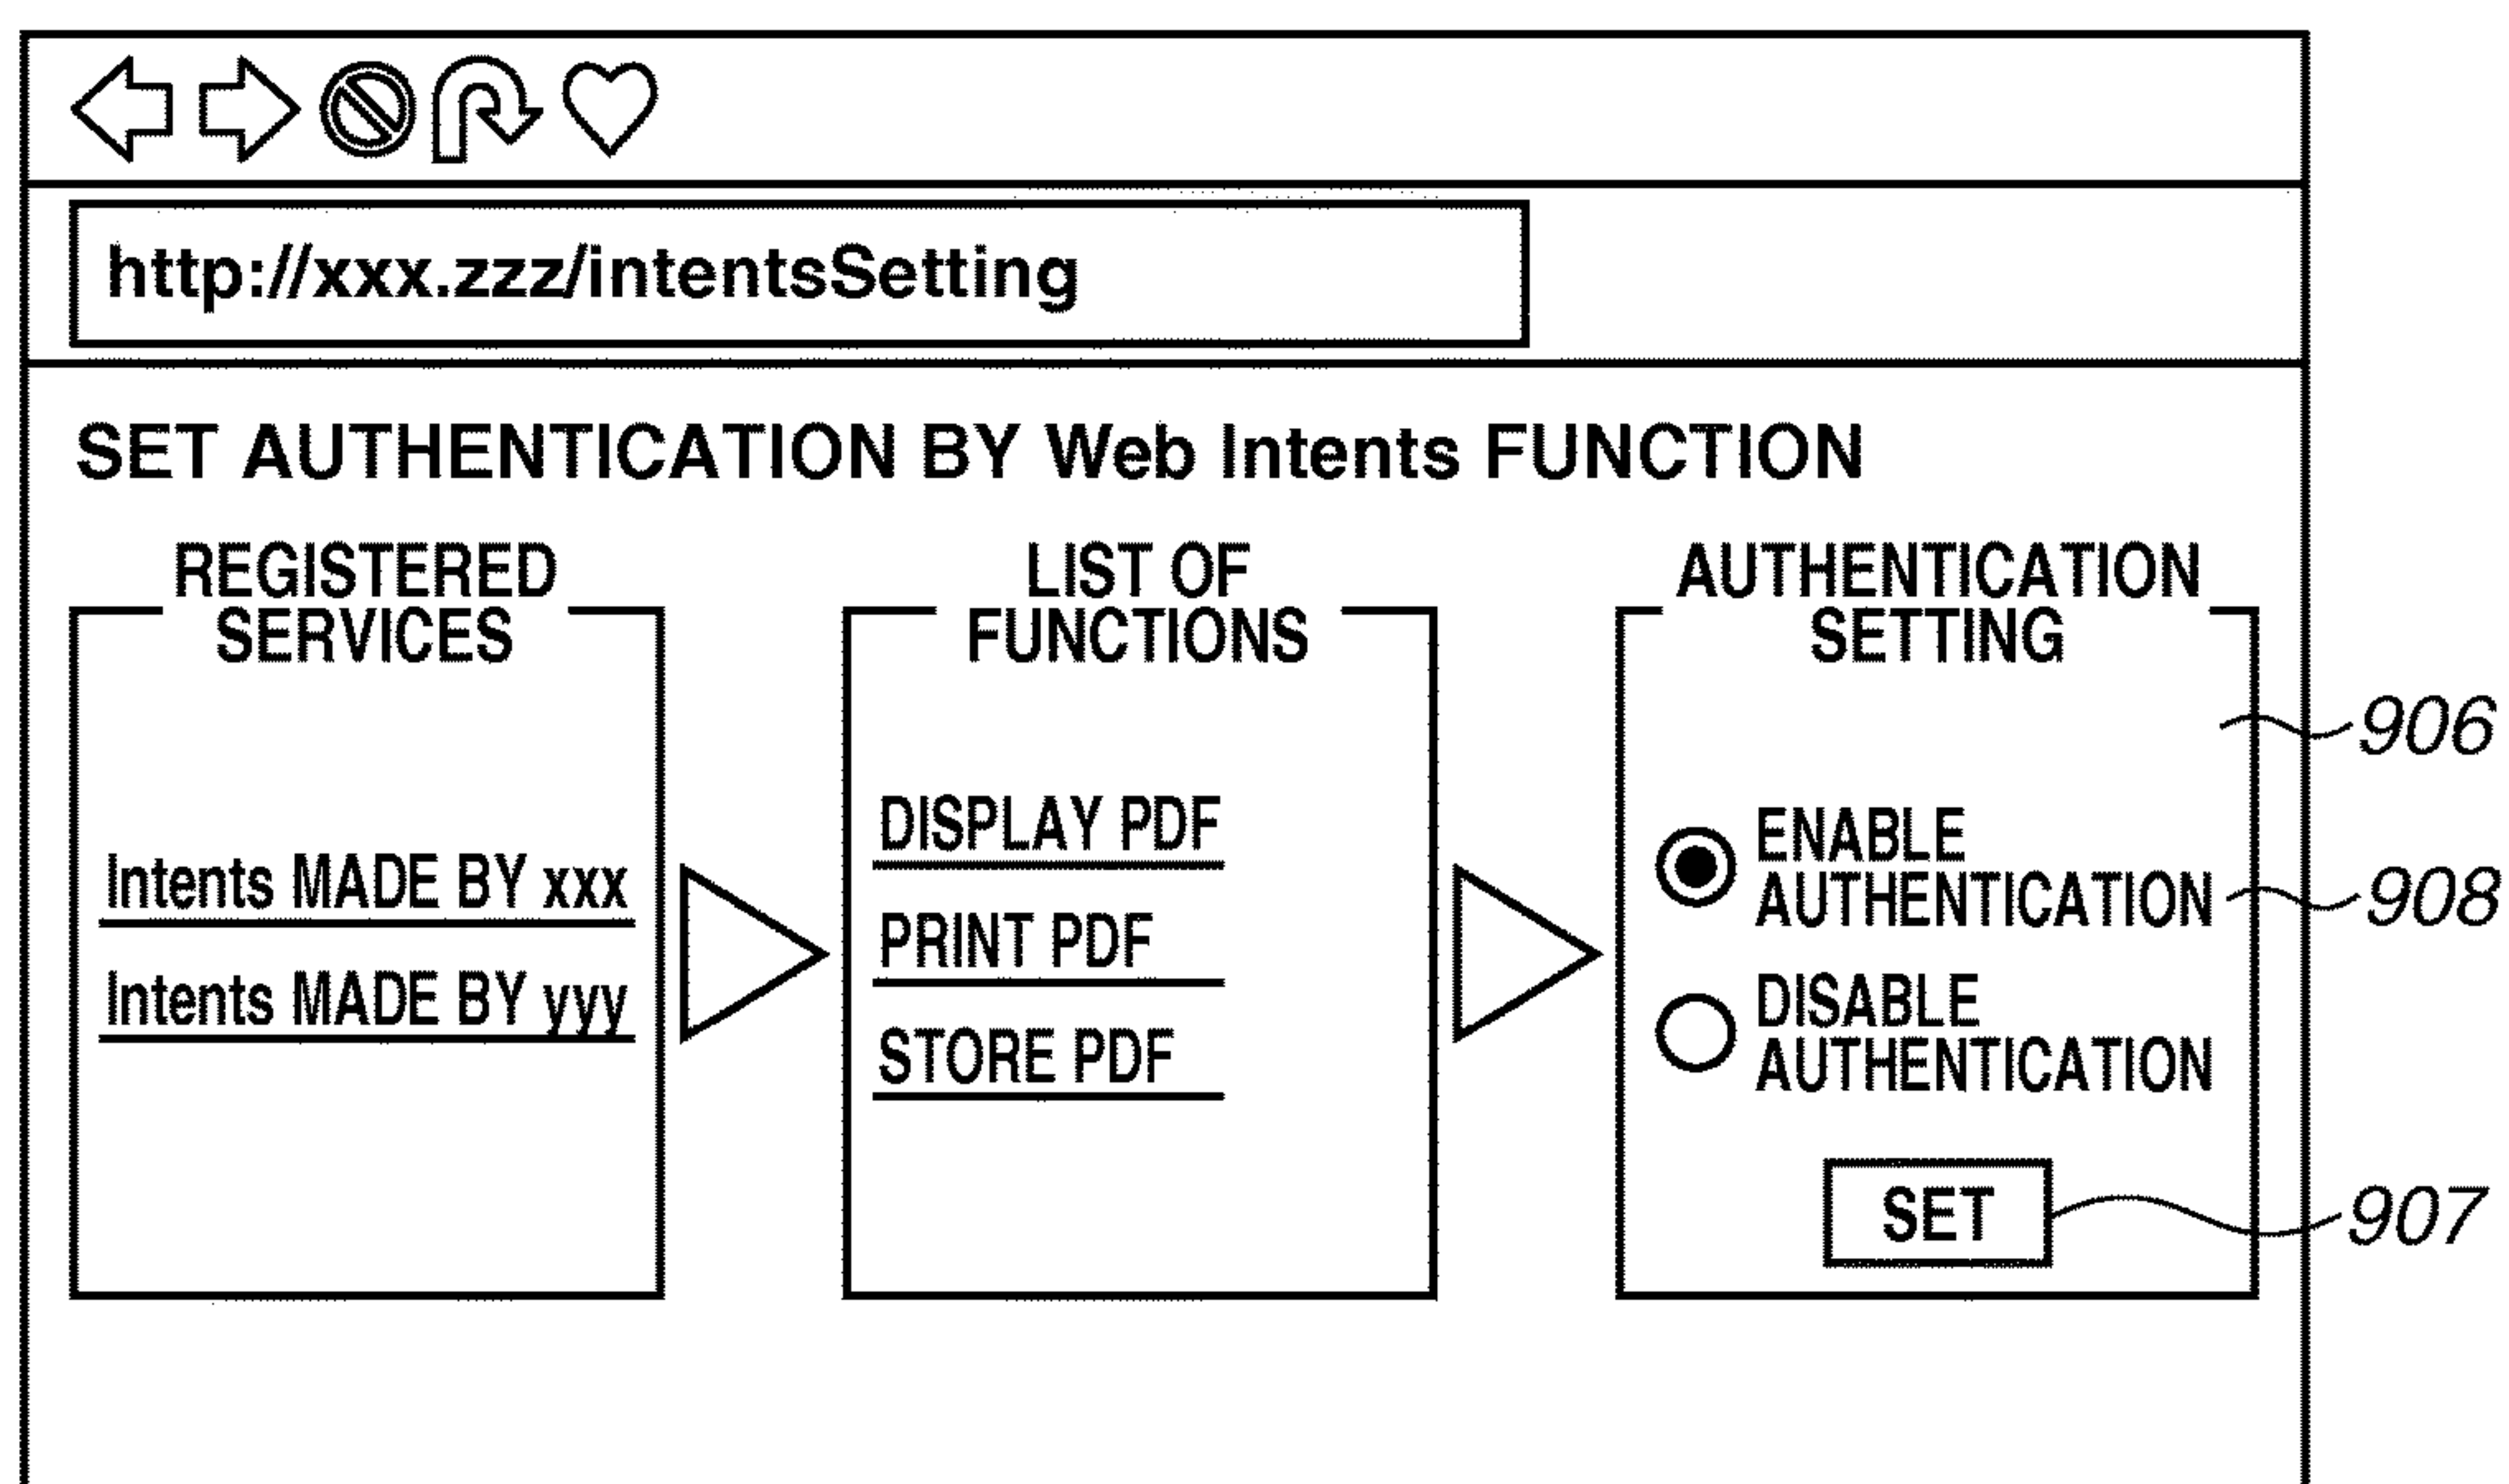 http://xxx.zzz/intentsSetting
SET AUTHENTICATION BY Web Intents FUNCTION
REGISTERED
SERVICES
Intents MADE BY xxx
Intents MADE BY yyy
LIST OF
FUNCTIONS
DISPLAY PDF
PRINT PDF
STORE PDF
AUTHENTICATION
SETTING
906
ENABLE
AUTHENTICATION
908
DISABLE
AUTHENTICATION
SET
907